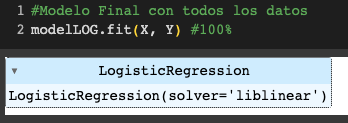 1 #Modelo Final con todos los datos
2 modelLOG.fit(X, Y) #100%
▾ LogisticRegression
LogisticRegression(solver='liblinear')